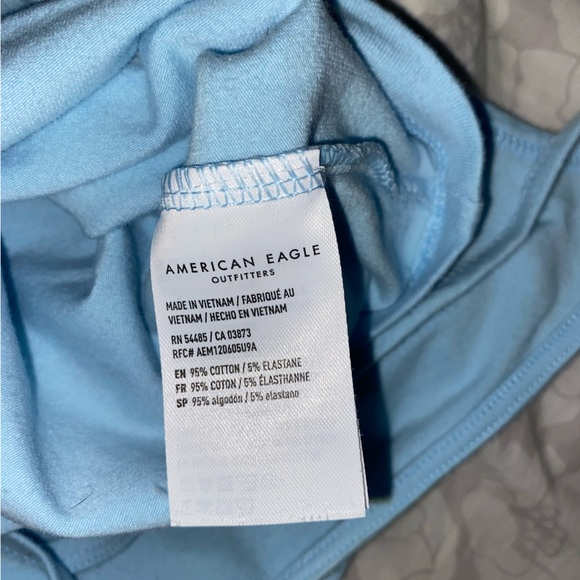 AMERICAN EAGLE
OUTFITTERS
MADE IN VIETNAM / FABRIQUÉ AU
VIETNAM / HECHO EN VIETNAM
RN 54485 / CA 03873
RFC# AEM120605U9A
EN 95% COTTON / 5% ELASTANE
FR 95% COTON / 5% ÉLASTHANNE
SP 95% algodón / 5% elastano